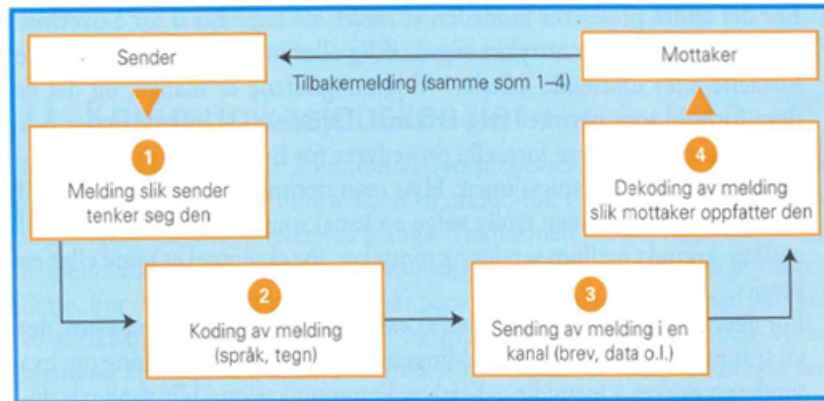 Sender
Mottaker
Tilbakemelding (samme som 1–4)
1
Melding slik sender
tenker seg den
4
Dekoding av melding
slik mottaker oppfatter den
2
Koding av melding
(språk, tegn)
3
Sending av melding i en
kanal (brev, data o.l.)